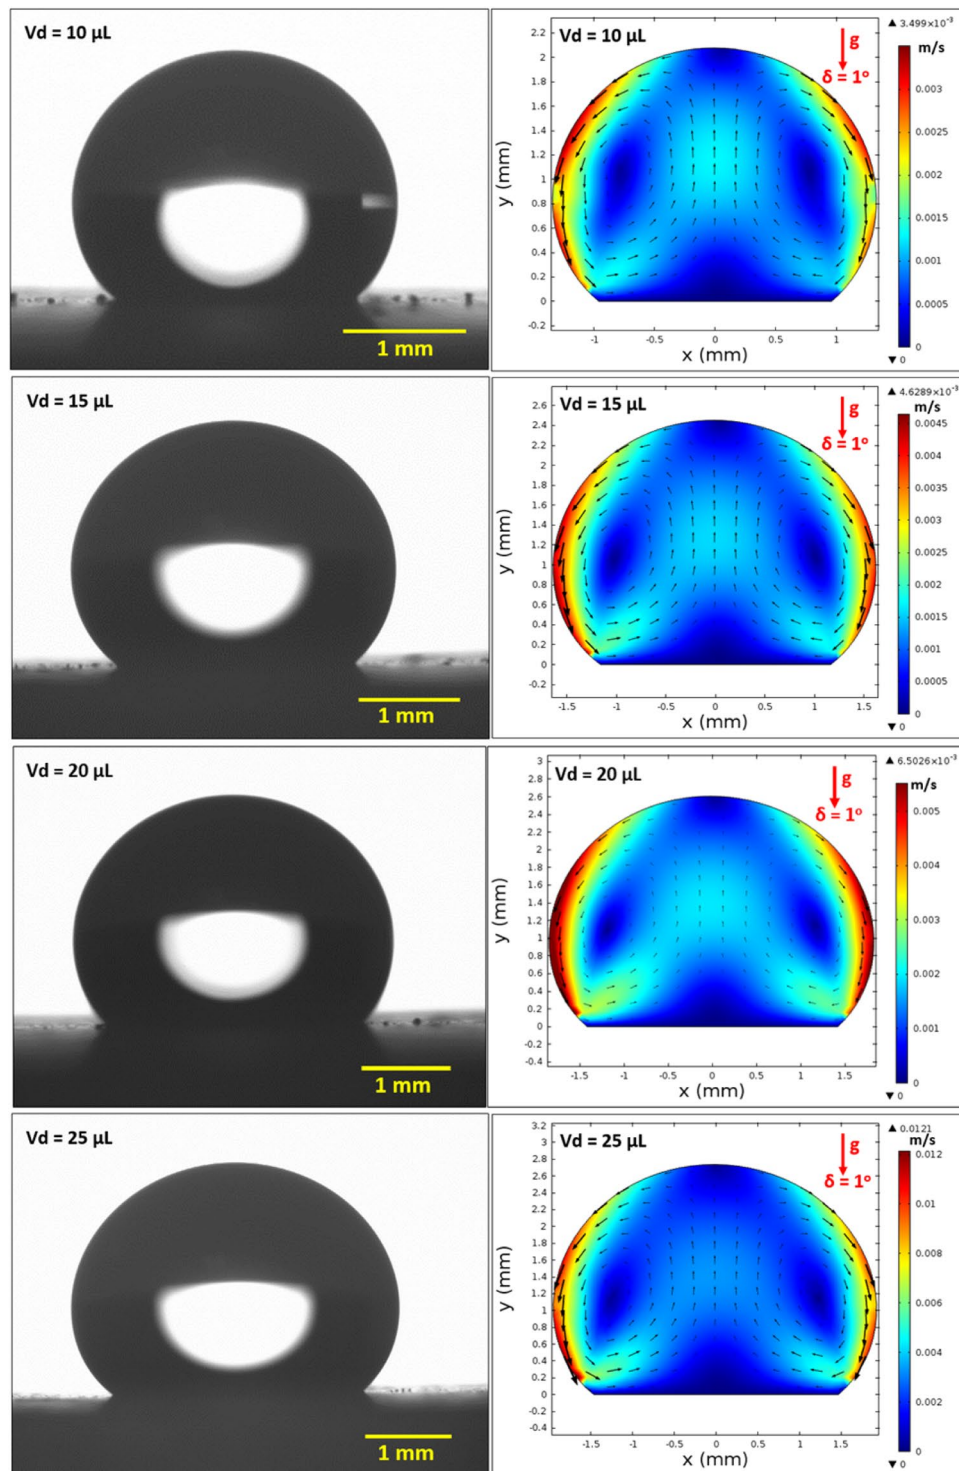 Vd = 10 µL
1 mm
Vd = 10 µL
g
δ = 1°
▲ 3.499×10⁻³
m/s
0.003
0.0025
0.002
0.0015
0.001
0.0005
0
▼ 0
y (mm)
2.2
2
1.8
1.6
1.4
1.2
1
0.8
0.6
0.4
0.2
0
-0.2
-1 -0.5 0 0.5 1
x (mm)
Vd = 15 µL
1 mm
Vd = 15 µL
g
δ = 1°
▲ 4.6289×10⁻³
m/s
0.0045
0.004
0.0035
0.003
0.0025
0.002
0.0015
0.001
0.0005
0
▼ 0
y (mm)
2.6
2.4
2.2
2
1.8
1.6
1.4
1.2
1
0.8
0.6
0.4
0.2
0
-0.2
-1.5 -1 -0.5 0 0.5 1 1.5
x (mm)
Vd = 20 µL
1 mm
Vd = 20 µL
g
δ = 1°
▲ 6.5026×10⁻³
m/s
0.005
0.004
0.003
0.002
0.001
0
▼ 0
y (mm)
3
2.8
2.6
2.4
2.2
2
1.8
1.6
1.4
1.2
1
0.8
0.6
0.4
0.2
0
-0.2
-0.4
-1.5 -1 -0.5 0 0.5 1 1.5
x (mm)
Vd = 25 µL
1 mm
Vd = 25 µL
g
δ = 1°
▲ 0.0121
m/s
0.012
0.01
0.008
0.006
0.004
0.002
0
▼ 0
y (mm)
3.2
3
2.8
2.6
2.4
2.2
2
1.8
1.6
1.4
1.2
1
0.8
0.6
0.4
0.2
0
-0.2
-0.4
-1.5 -1 -0.5 0 0.5 1 1.5
x (mm)